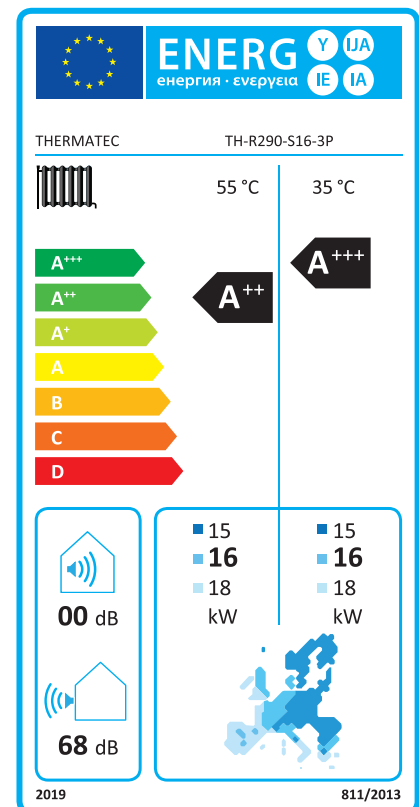 ENERG Y IJA
енергия · ενεργεια IE IA
THERMATEC TH-R290-S16-3P
55 °C 35 °C
A+++
A++
A+
A
B
C
D
A++
A+++
00 dB
68 dB
15
16
18
kW
15
16
18
kW
2019 811/2013